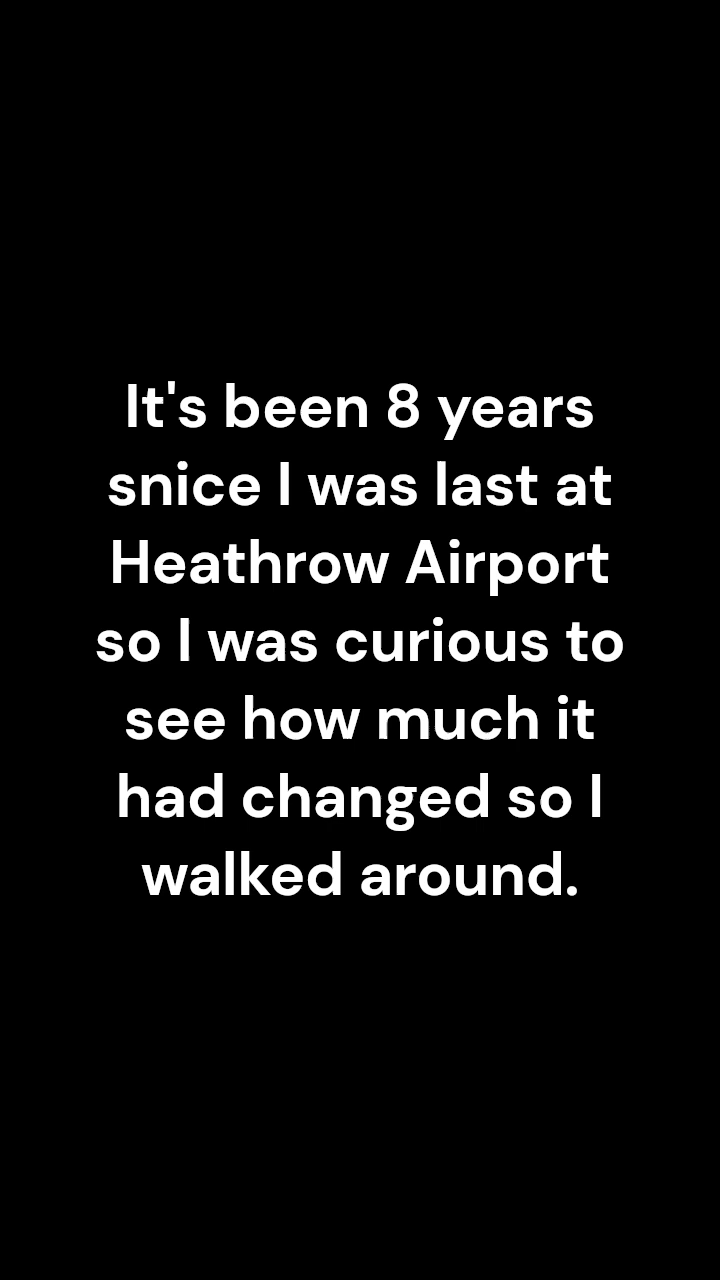 It's been 8 years
snice I was last at
Heathrow Airport
so I was curious to
see how much it
had changed so I
walked around.